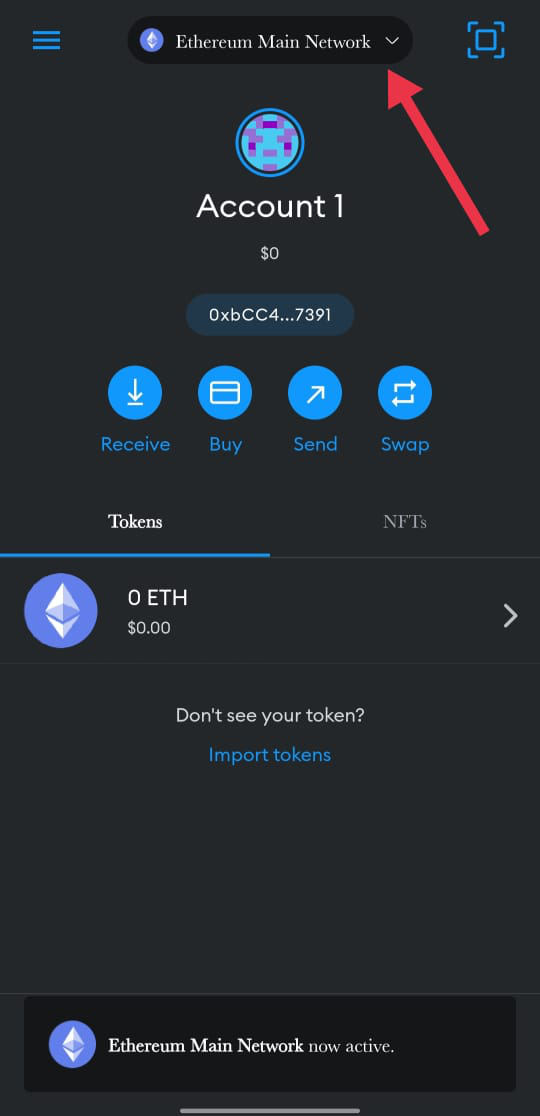 Ethereum Main Network
Account 1
$0
0xbCC4...7391
Receive
Buy
Send
Swap
Tokens
NFTs
0 ETH
$0.00
Don't see your token?
Import tokens
Ethereum Main Network now active.